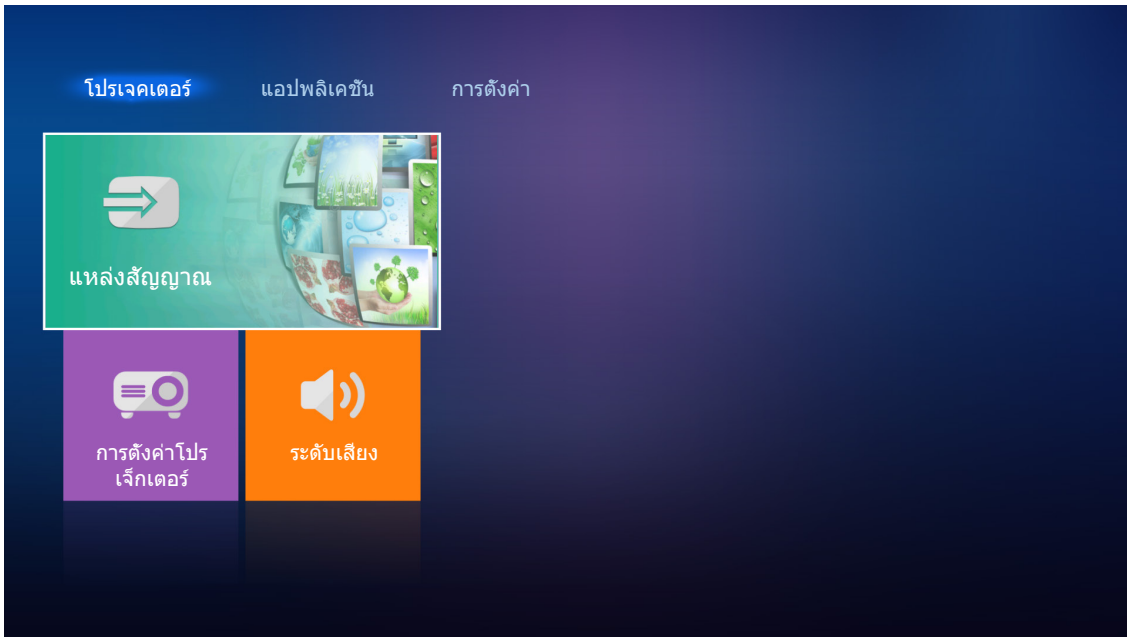 โปรเจคเตอร์ แอปพลิเคชัน การตั้งค่า
แหล่งสัญญาณ
การตั้งค่าโปร
เจ็กเตอร์
ระดับเสียง